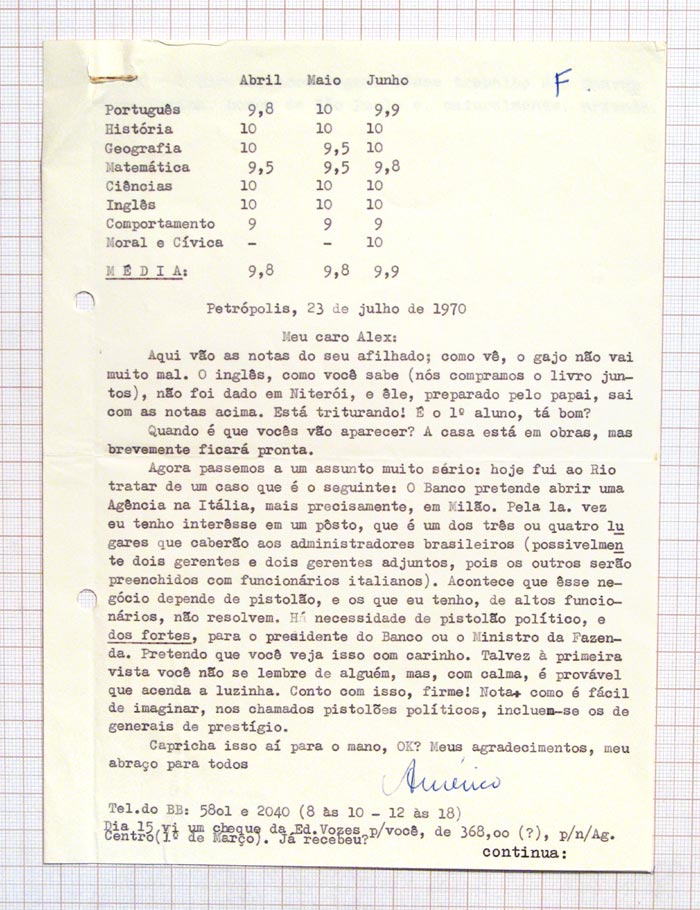 F
Abril Maio Junho
Português 9,8 10 9,9
História 10 10 10
Geografia 10 9,5 10
Matemática 9,5 9,5 9,8
Ciências 10 10 10
Inglês 10 10 10
Comportamento 9 9 9
Moral e Cívica - - 10
M É D I A: 9,8 9,8 9,9
Petrópolis, 23 de julho de 1970
Meu caro Alex:
Aqui vão as notas do seu afilhado; como vê, o gajo não vai
muito mal. O inglês, como você sabe (nós compramos o livro jun-
tos), não foi dado em Niterói, e êle, preparado pelo papai, sai
com as notas acima. Está triturando! É o 1º aluno, tá bom?
Quando é que vocês vão aparecer? A casa está em obras, mas
brevemente ficará pronta.
Agora passemos a um assunto muito sério: hoje fui ao Rio
tratar de um caso que é o seguinte: O Banco pretende abrir uma
Agência na Itália, mais precisamente, em Milão. Pela la. vez
eu tenho interêsse em um pôsto, que é um dos três ou quatro lu
gares que caberão aos administradores brasileiros (possivelmen
te dois gerentes e dois gerentes adjuntos, pois os outros serão
preenchidos com funcionários italianos). Acontece que êsse ne-
gócio depende de pistolão, e os que eu tenho, de altos funcio-
nários, não resolvem. Há necessidade de pistolão político, e
dos fortes, para o presidente do Banco ou o Ministro da Fazen-
da. Pretendo que você veja isso com carinho. Talvez à primeira
vista você não se lembre de alguém, mas, com calma, é provável
que acenda a luzinha. Conto com isso, firme! Nota+ como é fácil
de imaginar, nos chamados pistolões políticos, incluem-se os de
generais de prestígio.
Capricha isso aí para o mano, OK? Meus agradecimentos, meu
abraço para todos
Américo
Tel.do BB: 58ol e 2040 (8 às 10 - 12 às 18)
Dia 15 vi um cheque da Ed.Vozes p/você, de 368,oo (?), p/n/Ag.
Centro(1º de Março). Já recebeu?
continua: